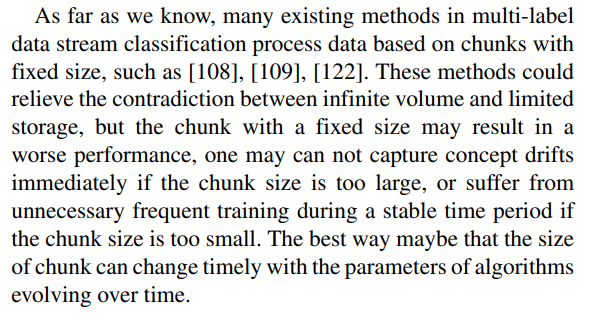 As far as we know, many existing methods in multi-label
data stream classification process data based on chunks with
fixed size, such as [108], [109], [122]. These methods could
relieve the contradiction between infinite volume and limited
storage, but the chunk with a fixed size may result in a
worse performance, one may can not capture concept drifts
immediately if the chunk size is too large, or suffer from
unnecessary frequent training during a stable time period if
the chunk size is too small. The best way maybe that the size
of chunk can change timely with the parameters of algorithms
evolving over time.